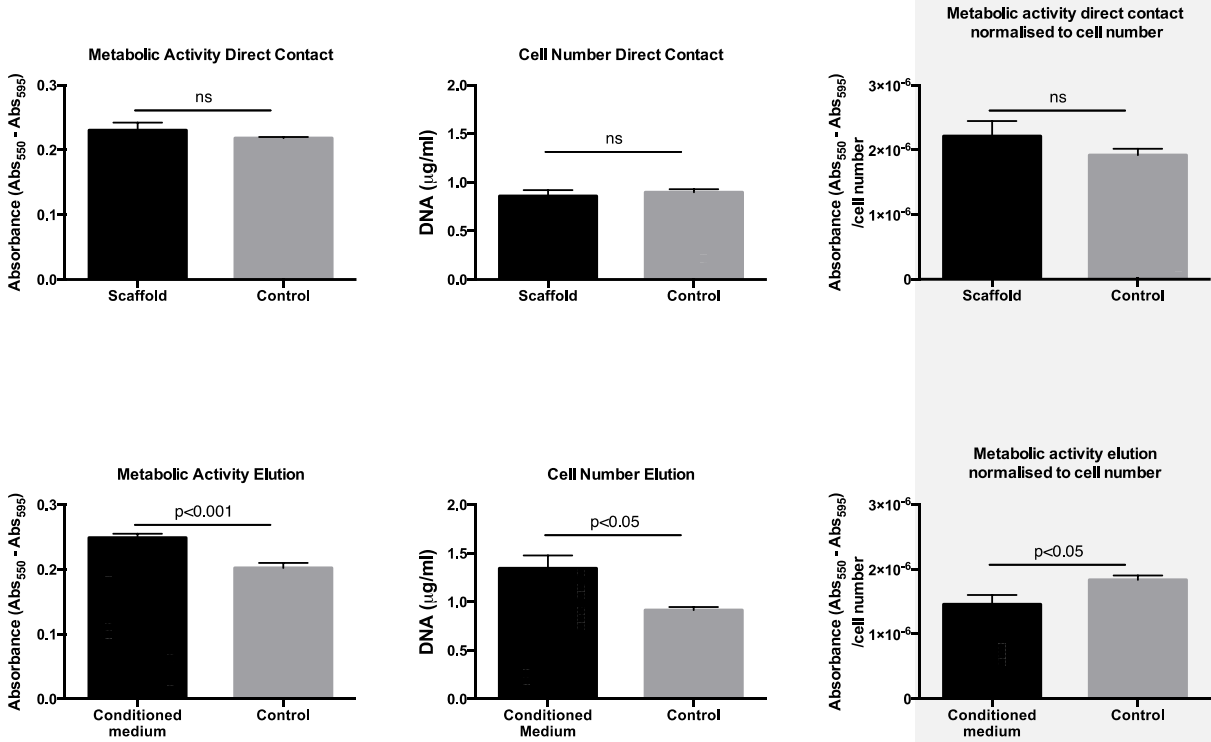 Metabolic Activity Direct Contact
Absorbance (Abs550 - Abs595)
0.3
0.2
0.1
0.0
ns
Scaffold
Control
Cell Number Direct Contact
DNA (µg/ml)
2.0
1.5
1.0
0.5
0.0
ns
Scaffold
Control
Metabolic activity direct contact
normalised to cell number
Absorbance (Abs550 - Abs595)
/cell number
3×10-6
2×10-6
1×10-6
0
ns
Scaffold
Control
Metabolic Activity Elution
Absorbance (Abs550 - Abs595)
0.3
0.2
0.1
0.0
p<0.001
Conditioned
medium
Control
Cell Number Elution
DNA (µg/ml)
2.0
1.5
1.0
0.5
0.0
p<0.05
Conditioned
Medium
Control
Metabolic activity elution
normalised to cell number
Absorbance (Abs550 - Abs595)
/cell number
3×10-6
2×10-6
1×10-6
0
p<0.05
Conditioned
medium
Control